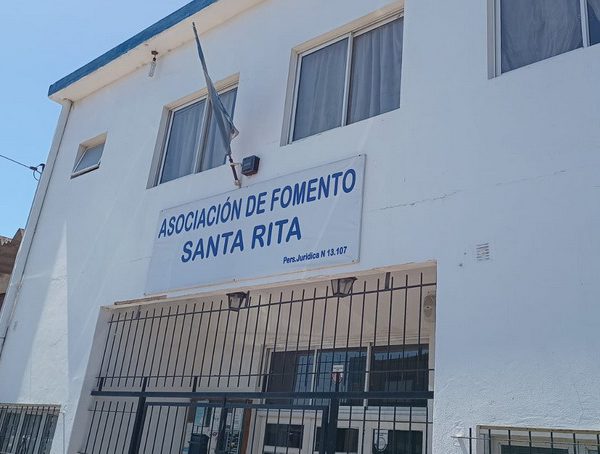 ASOCIACIÓN DE FOMENTO
SANTA RITA
Pers.Jurídica N 13.107